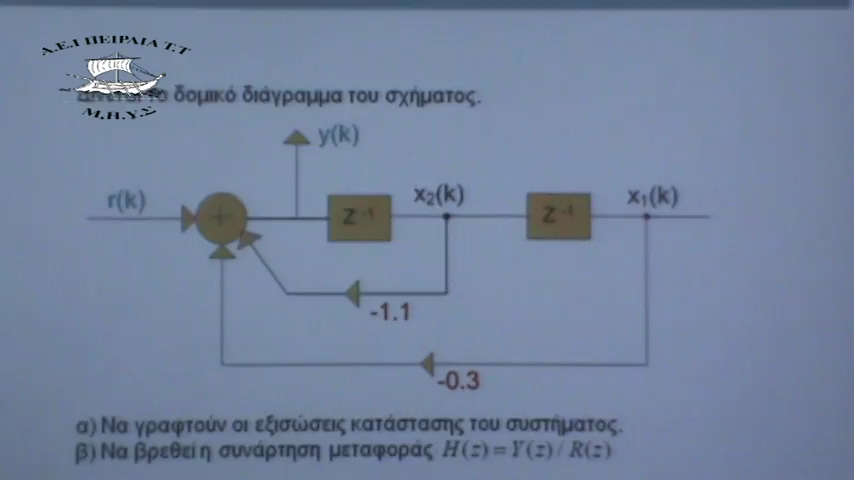 Α.Ε.Ι ΠΕΙΡΑΙΑ Τ.Τ
Μ.Η.Υ.Σ
το δομικό διάγραμμα του σχήματος.
y(k)
r(k)
+
Z⁻¹
x₂(k)
Z⁻¹
x₁(k)
-1.1
-0.3
α) Να γραφτούν οι εξισώσεις κατάστασης του συστήματος.
β) Να βρεθεί η συνάρτηση μεταφοράς H(z) = Y(z) / R(z)